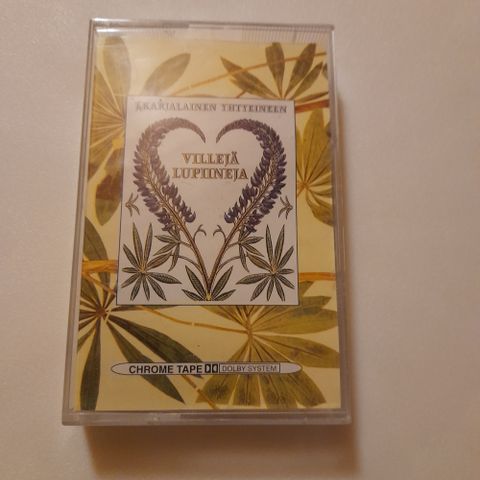 J.KARJALAINEN YHTYEINEEN
VILLEJÄ
LUPIINEJA
CHROME TAPE DOLBY SYSTEM